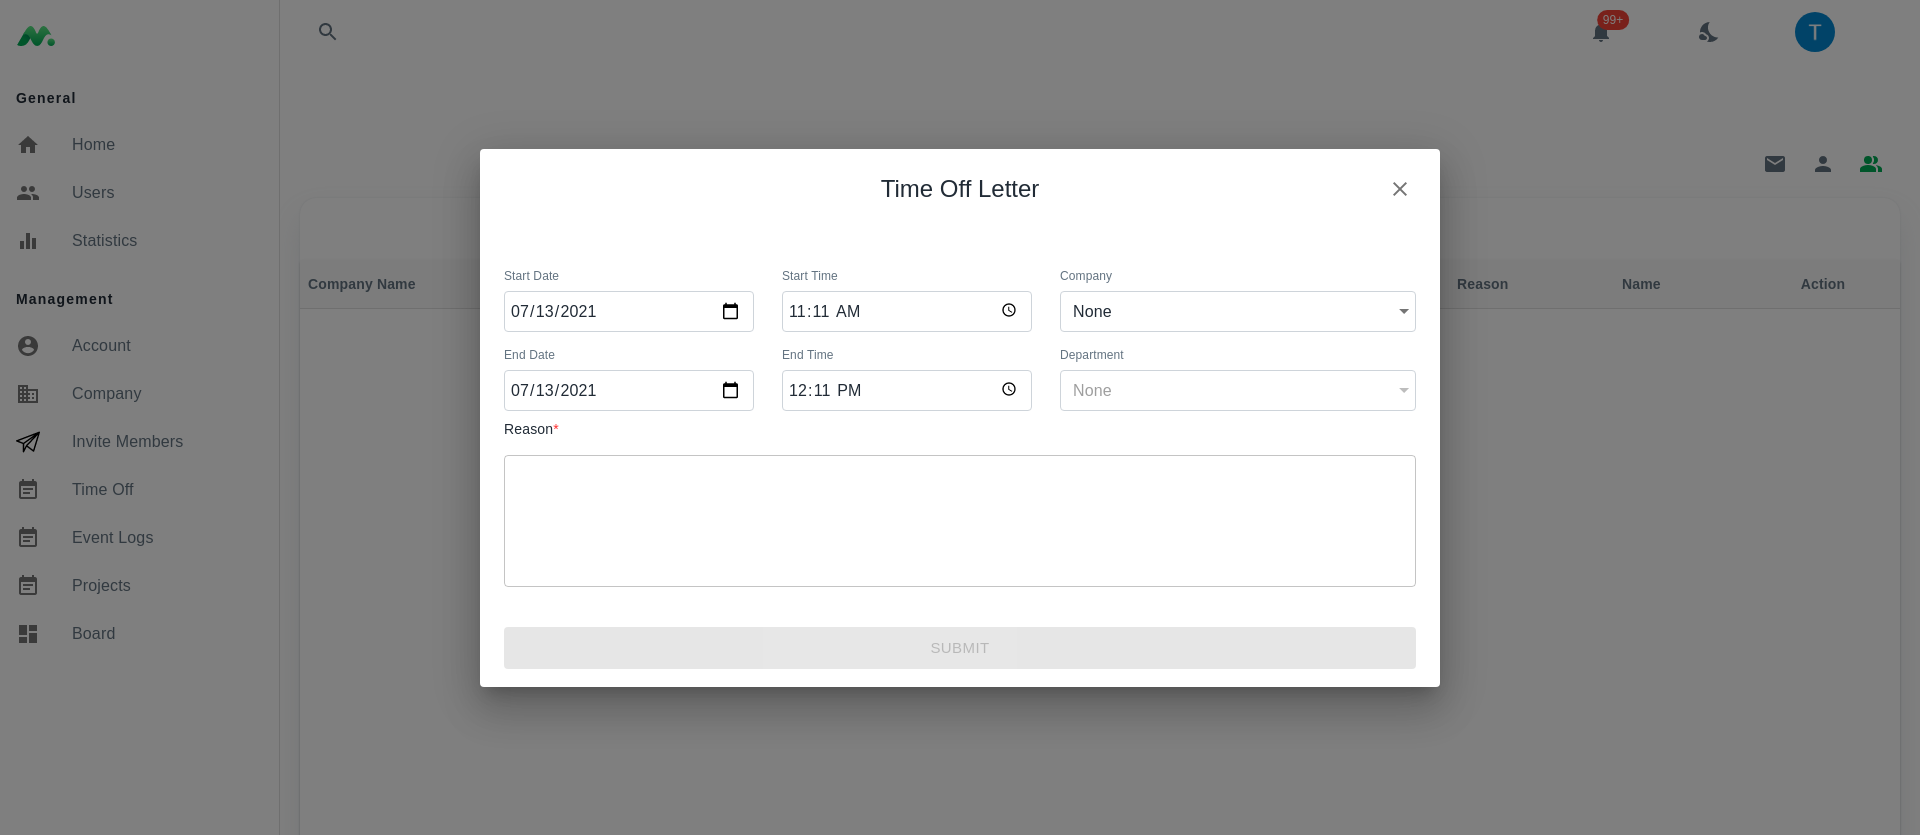 99+
T
General
Home
Users
Statistics
Management
Account
Company
Invite Members
Time Off
Event Logs
Projects
Board
Company Name
Reason
Name
Action
Time Off Letter
Start Date
Start Time
Company
07/13/2021
11:11 AM
None
End Date
End Time
Department
07/13/2021
12:11 PM
None
Reason*
SUBMIT